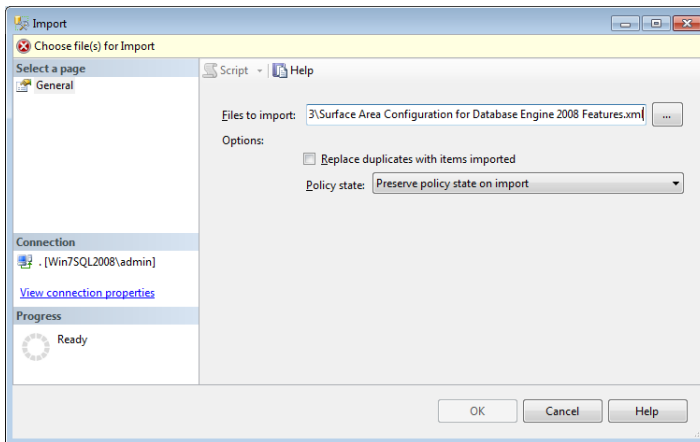 Import
Choose file(s) for Import
Select a page
General
Script
Help
Files to import: 3\Surface Area Configuration for Database Engine 2008 Features.xml ...
Options:
Replace duplicates with items imported
Policy state: Preserve policy state on import
Connection
. [Win7SQL2008\admin]
View connection properties
Progress
Ready
OK Cancel Help